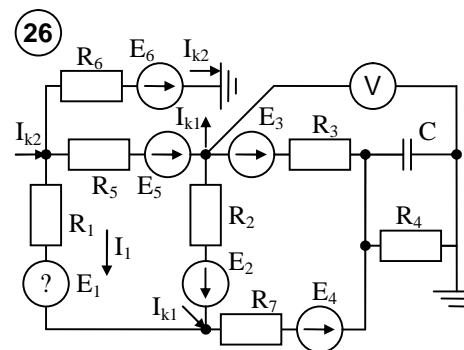 26
R6 E6 Ik2
V
Ik2 Ik1 E3 R3 C
R5 E5
R1 I1 R2 R4
? E1 E2
Ik1 R7 E4